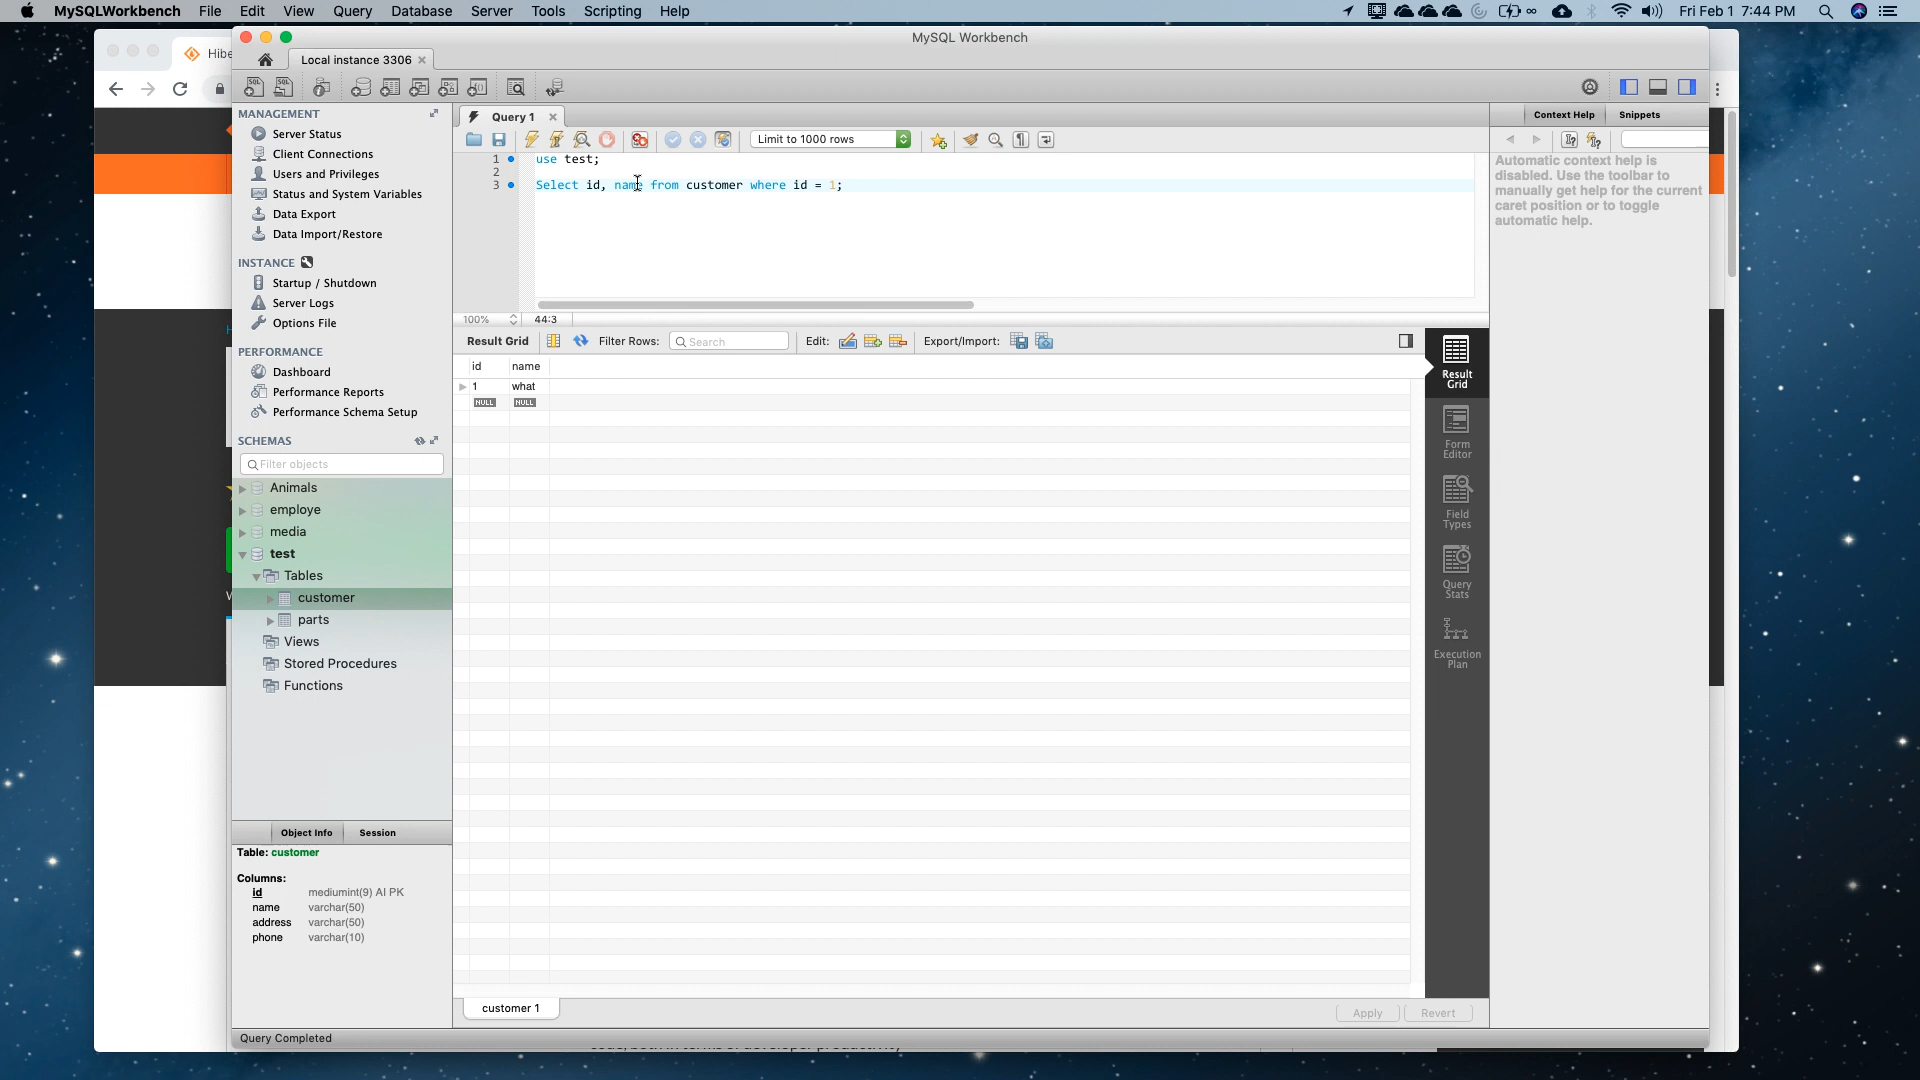 MySQLWorkbench File Edit View Query Database Server Tools Scripting Help Fri Feb 1 7:44 PM
Hibe
MySQL Workbench
Local instance 3306
MANAGEMENT
Server Status
Client Connections
Users and Privileges
Status and System Variables
Data Export
Data Import/Restore
INSTANCE
Startup / Shutdown
Server Logs
Options File
PERFORMANCE
Dashboard
Performance Reports
Performance Schema Setup
SCHEMAS
Filter objects
Animals
employe
media
test
Tables
customer
parts
Views
Stored Procedures
Functions
Object Info Session
Table: customer
Columns:
id mediumint(9) AI PK
name varchar(50)
address varchar(50)
phone varchar(10)
Query Completed
Query 1
Limit to 1000 rows
1 use test;
2
3 Select id, name from customer where id = 1;
100% 44:3
Result Grid Filter Rows: Search Edit: Export/Import:
id name
1 what
NULL NULL
Result
Grid
Form
Editor
Field
Types
Query
Stats
Execution
Plan
customer 1
Apply Revert
Context Help Snippets
Automatic context help is
disabled. Use the toolbar to
manually get help for the current
caret position or to toggle
automatic help.